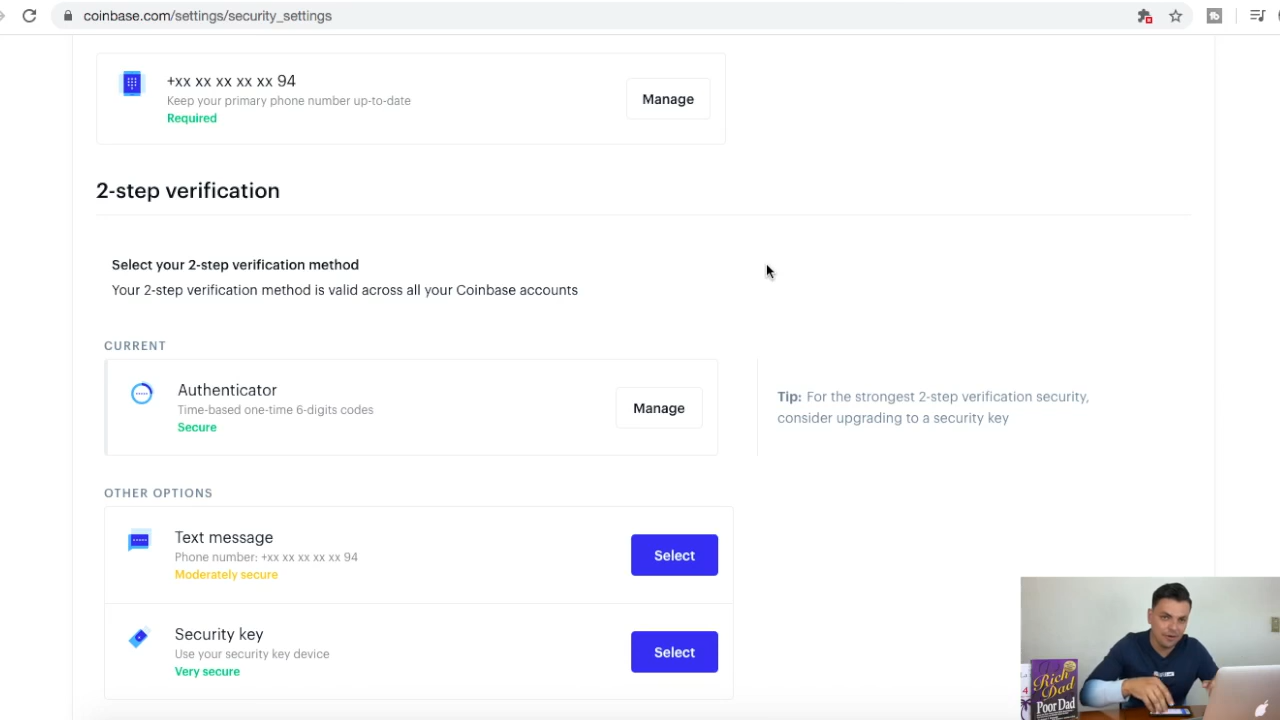 coinbase.com/settings/security_settings
+xx xx xx xx xx 94
Keep your primary phone number up-to-date
Required
Manage
2-step verification
Select your 2-step verification method
Your 2-step verification method is valid across all your Coinbase accounts
CURRENT
Authenticator
Time-based one-time 6-digits codes
Secure
Manage
Tip: For the strongest 2-step verification security,
consider upgrading to a security key
OTHER OPTIONS
Text message
Phone number: +xx xx xx xx xx 94
Moderately secure
Select
Security key
Use your security key device
Very secure
Select
Rich
Dad
Poor Dad